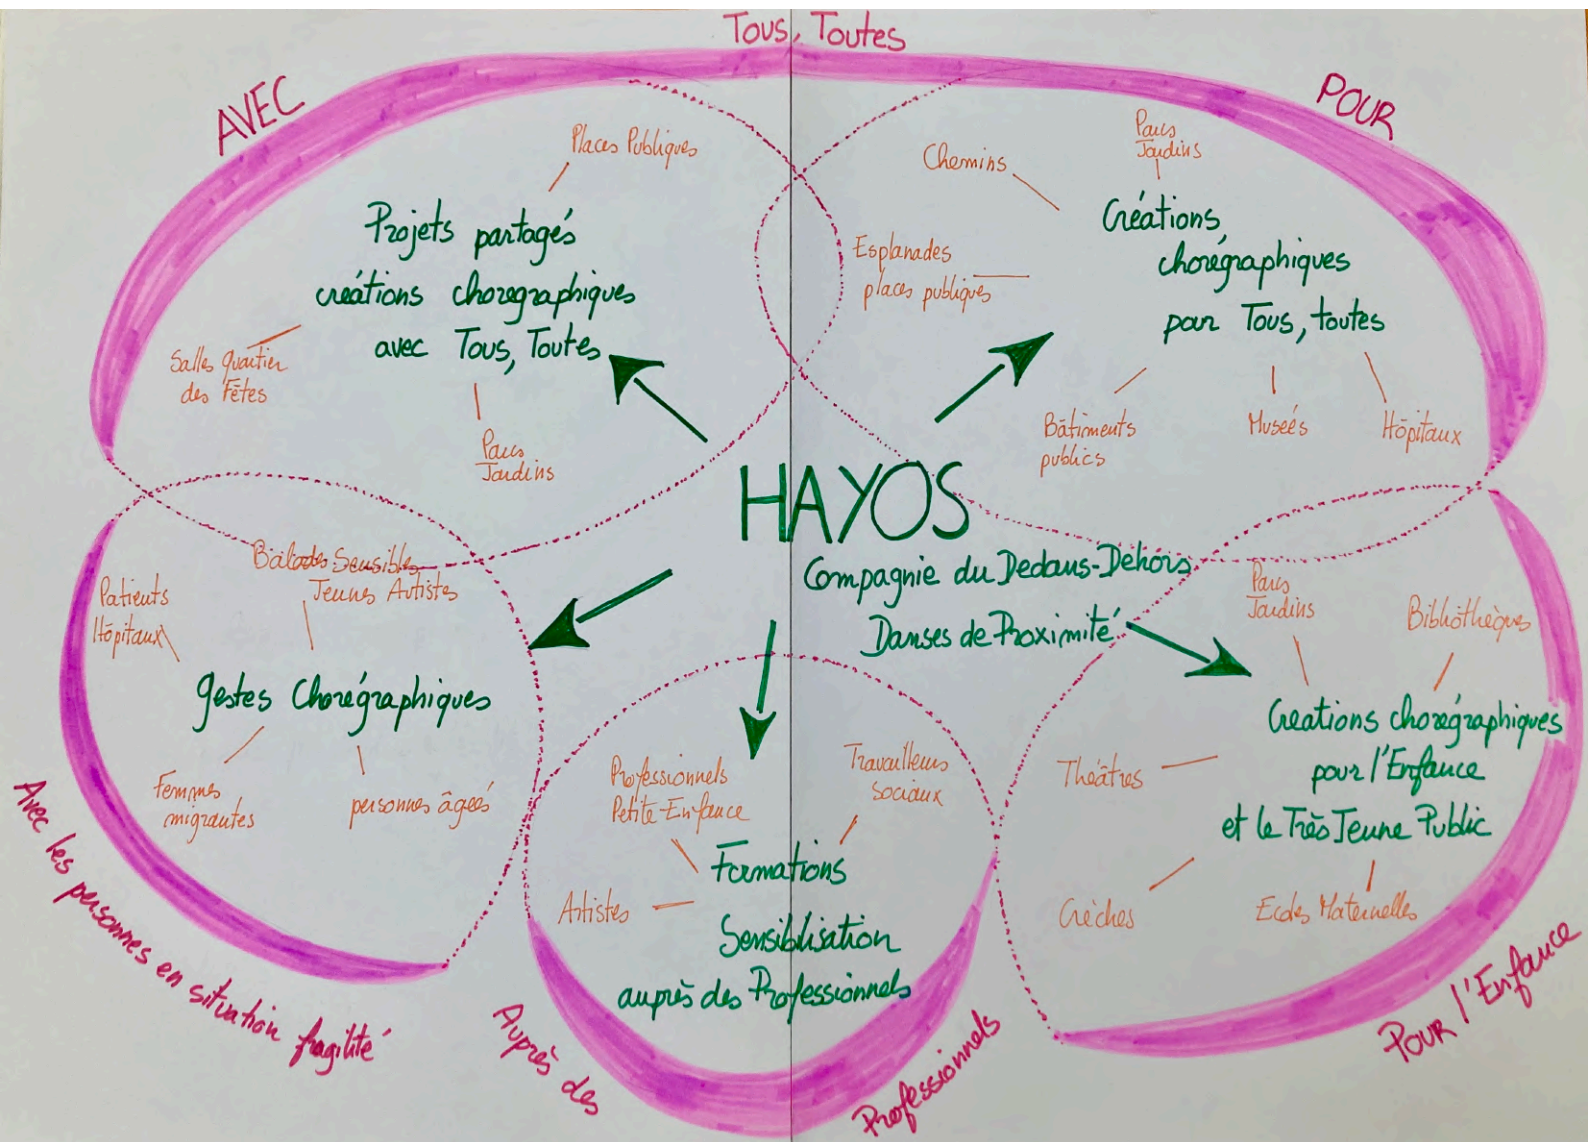 Tous, Toutes
AVEC
POUR
Places Publiques
Projets partagés
créations choregraphiques
avec Tous, Toutes
Salles quartier
des Fêtes
Parcs
Jardins
Chemins
Parcs
Jardins
Esplanades
places publiques
Créations,
chorégraphiques
pour Tous, toutes
Bâtiments
publics
Muséés
Hôpitaux
HAYOS
Compagnie du Dedans-Dehors
Danses de Proximité
Balades Sensibles
Jeunes Artistes
Patients
Hôpitaux
gestes Chorégraphiques
Femmes
migrantes
personnes âgéés
Avec les personnes en situation fragilité
Professionnels
Petite-Enfance
Travailleurs
sociaux
Artistes
Formations
Sensiblisation
auprès des Professionnels
Auprès des
Professionnels
Parcs
Jardins
Bibliothèques
Théâtres
Créations chorégraphiques
pour l'Enfance
et le Très Jeune Public
Crèches
Ecoles Maternelles
POUR l'Enfance